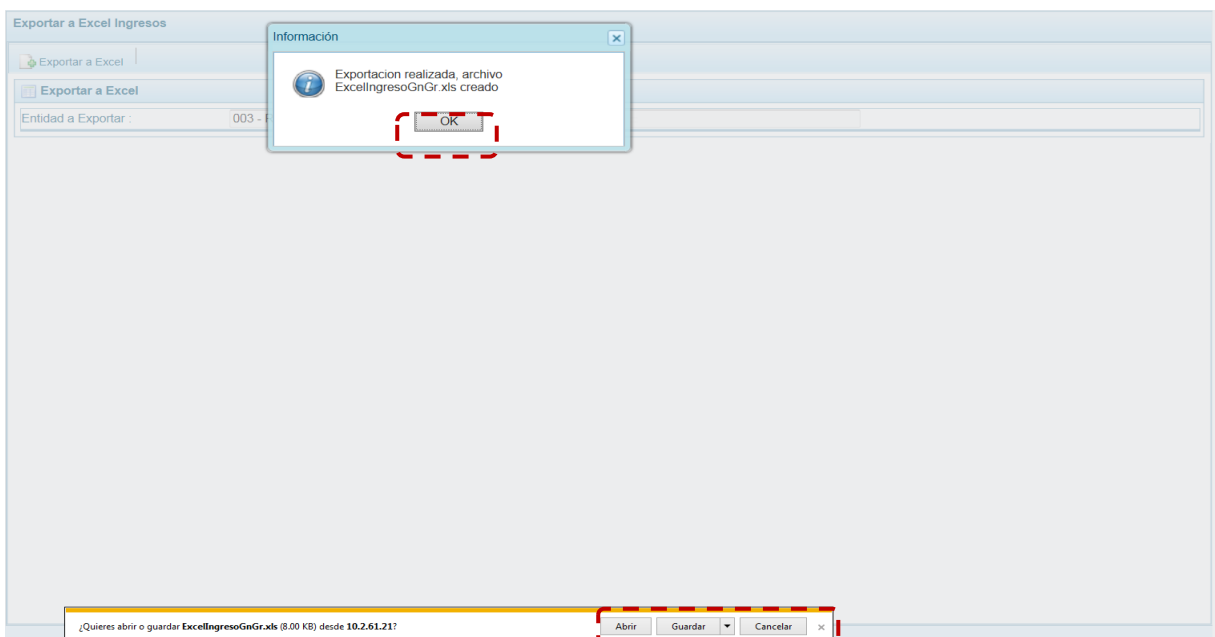 Exportar a Excel Ingresos
Información
Exportar a Excel
Exportacion realizada, archivo
ExcelIngresoGnGr.xls creado
OK
Exportar a Excel
Entidad a Exportar :
003 -
¿Quieres abrir o guardar ExcelIngresoGnGr.xls (8.00 KB) desde 10.2.61.21?
Abrir
Guardar
Cancelar